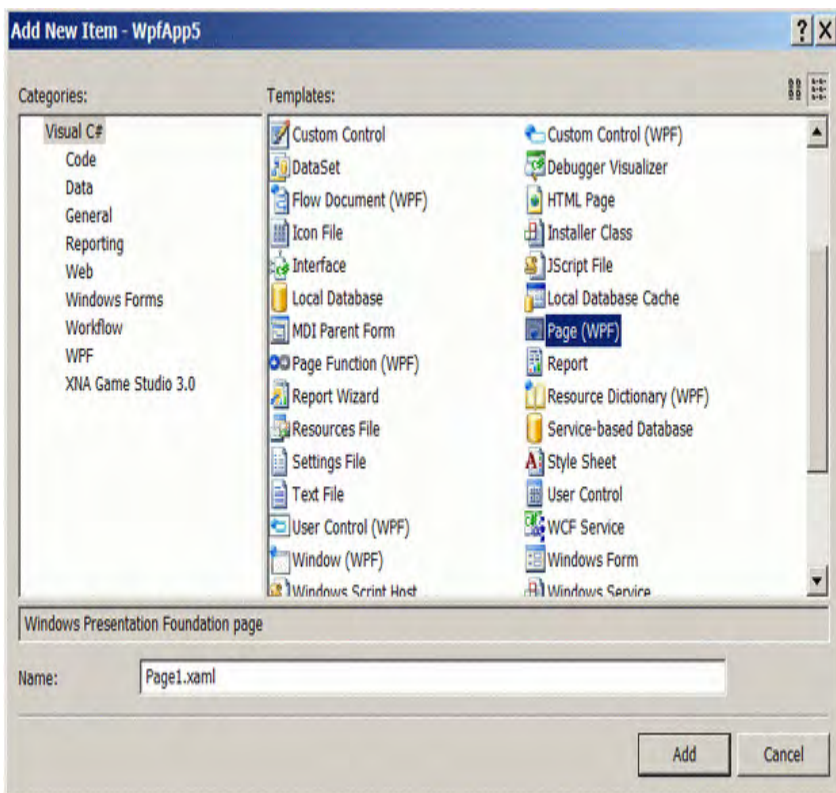 Add New Item - WpfApp5
Categories:
Templates:
Visual C#
Code
Data
General
Reporting
Web
Windows Forms
Workflow
WPF
XNA Game Studio 3.0
Custom Control
Custom Control (WPF)
DataSet
Debugger Visualizer
Flow Document (WPF)
HTML Page
Icon File
Installer Class
Interface
JScript File
Local Database
Local Database Cache
MDI Parent Form
Page (WPF)
Page Function (WPF)
Report
Report Wizard
Resource Dictionary (WPF)
Resources File
Service-based Database
Settings File
Style Sheet
Text File
User Control
User Control (WPF)
WCF Service
Window (WPF)
Windows Form
Windows Script Host
Windows Service
Windows Presentation Foundation page
Name:
Page1.xaml
Add
Cancel